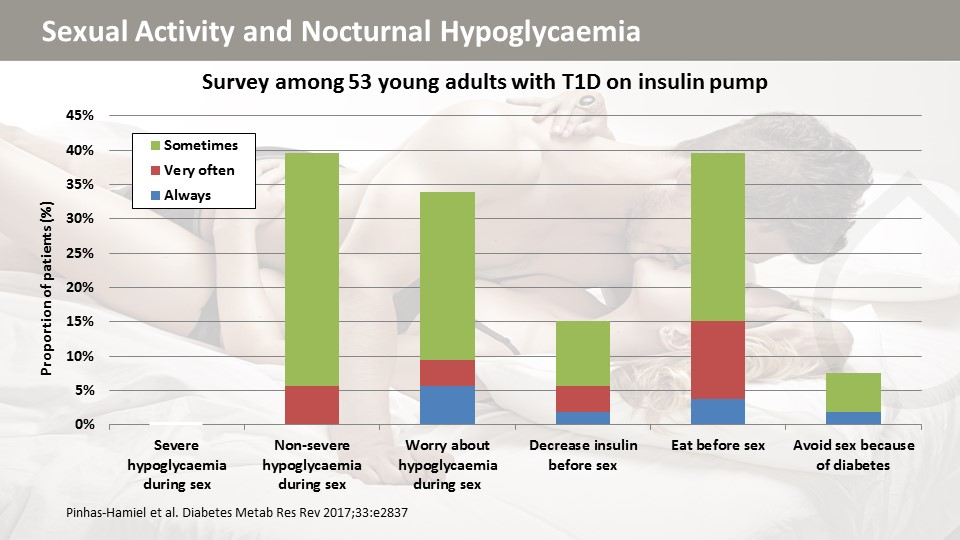 Sexual Activity and Nocturnal Hypoglycaemia
Survey among 53 young adults with T1D on insulin pump
45%
40%
35%
30%
25%
20%
15%
10%
5%
0%
Proportion of patients (%)
Sometimes
Very often
Always
Severe
hypoglycaemia
during sex
Non-severe
hypoglycaemia
during sex
Worry about
hypoglycaemia
during sex
Decrease insulin
before sex
Eat before sex
Avoid sex because
of diabetes
Pinhas-Hamiel et al. Diabetes Metab Res Rev 2017;33:e2837